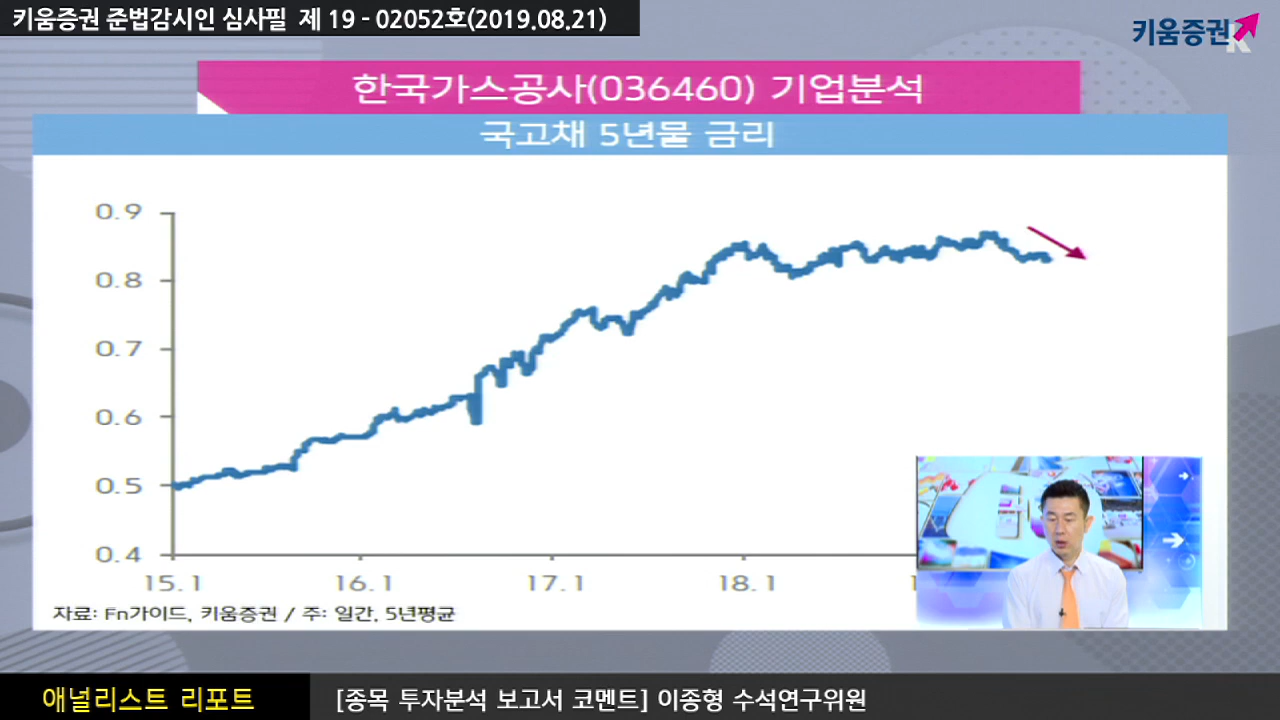 키움증권 준법감시인 심사필 제 19 - 02052호(2019.08.21)
키움증권
한국가스공사(036460) 기업분석
국고채 5년물 금리
0.9
0.8
0.7
0.6
0.5
0.4
15.1 16.1 17.1 18.1
자료: Fn가이드, 키움증권 / 주: 일간, 5년평균
애널리스트 리포트
[종목 투자분석 보고서 코멘트] 이종형 수석연구위원